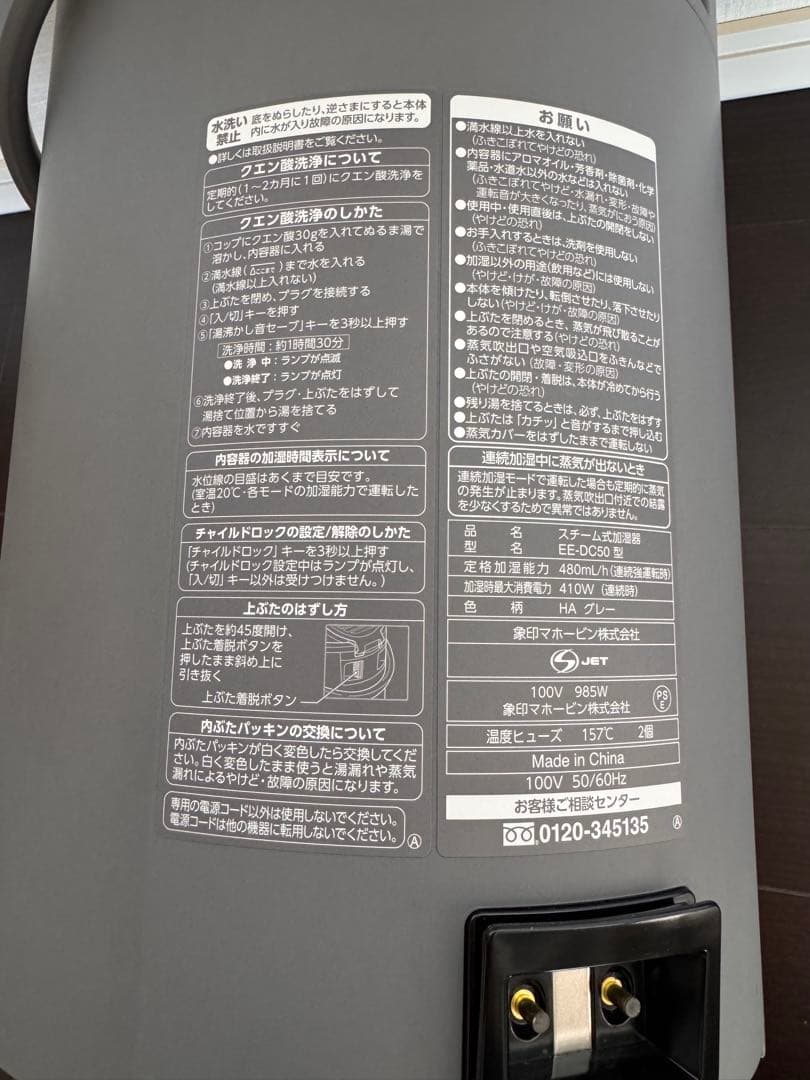 水洗い
禁止
底をぬらしたり、逆さまにすると本体
内に水が入り故障の原因になります。
●詳しくは取扱説明書をご覧ください。
クエン酸洗浄について
定期的(1〜2カ月に1回)にクエン酸洗浄を
してください。
クエン酸洗浄のしかた
①コップにクエン酸30gを入れてぬるま湯で
溶かし、内容器に入れる
②満水線(△ここまで)まで水を入れる
(満水線以上入れない)
③上ぶたを閉め、プラグを接続する
④「入/切」キーを押す
⑤「湯沸かし音セーブ」キーを3秒以上押す
洗浄時間:約1時間30分
●洗浄中:ランプが点滅
●洗浄終了:ランプが点灯
⑥洗浄終了後、プラグ・上ぶたをはずして
湯捨て位置から湯を捨てる
⑦内容器を水ですすぐ
内容器の加湿時間表示について
水位線の目盛はあくまで目安です。
(室温20℃・各モードの加湿能力で運転した
とき)
チャイルドロックの設定/解除のしかた
「チャイルドロック」キーを3秒以上押す
(チャイルドロック設定中はランプが点灯し、
「入/切」キー以外は受けつけません。)
上ぶたのはずし方
上ぶたを約45度開け、
上ぶた着脱ボタンを
押したまま斜め上に
引き抜く
上ぶた着脱ボタン
内ぶたパッキンの交換について
内ぶたパッキンが白く変色したら交換してくだ
さい。白く変色したまま使うと湯漏れや蒸気
漏れによるやけど・故障の原因になります。
専用の電源コード以外は使用しないでください。
電源コードは他の機器に転用しないでください。
Ⓐ
お願い
●満水線以上水を入れない
(ふきこぼれてやけどの恐れ)
●内容器にアロマオイル・芳香剤・除菌剤・化学
薬品・水道水以外の水などは入れない
(ふきこぼれてやけど・水漏れ・変形・故障や
運転音が大きくなったり、蒸気がにおう原因)
●使用中・使用直後は、上ぶたの開閉をしない
(やけどの恐れ)
●お手入れするときは、洗剤を使用しない
(ふきこぼれてやけどの恐れ)
●加湿以外の用途(飲用など)には使用しない
(やけど・けが・故障の原因)
●本体を傾けたり、転倒させたり、落下させたり
しない(やけど・けが・故障の原因)
●上ぶたを閉めるとき、蒸気が飛び散ることが
あるので注意する(やけどの恐れ)
●蒸気吹出口や空気吸込口をふきんなどで
ふさがない(故障・変形の原因)
●上ぶたの開閉・着脱は、本体が冷めてから行う
(やけどの恐れ)
●残り湯を捨てるときは、必ず、上ぶたをはずす
●上ぶたは「カチッ」と音がするまで押し込む
●蒸気カバーをはずしたままで運転しない
連続加湿中に蒸気が出ないとき
連続加湿モードで運転した場合も定期的に蒸気
の発生が止まります。蒸気吹出口付近での結露
を少なくするためで異常ではありません。
品名 スチーム式加湿器
型名 EE-DC50型
定格加湿能力 480mL/h(連続強運転時)
加湿時最大消費電力 410W(連続時)
色柄 HA グレー
象印マホービン株式会社
JET
100V 985W
象印マホービン株式会社
PS
E
温度ヒューズ 157℃ 2個
Made in China
100V 50/60Hz
お客様ご相談センター
0120-345135
Ⓐ